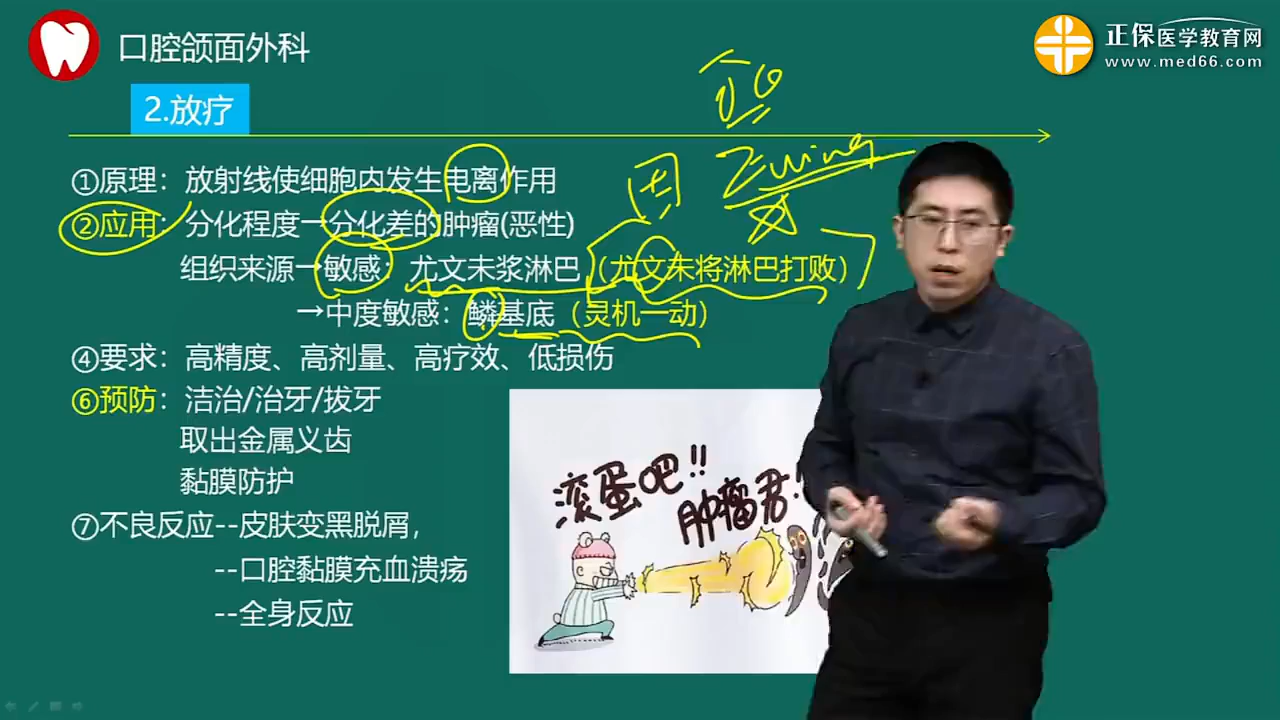 口腔颌面外科
正保医学教育网
www.med66.com
2.放疗
①原理：放射线使细胞内发生电离作用
因
Ewing
②应用：分化程度→分化差的肿瘤(恶性)
组织来源→敏感：尤文未浆淋巴（尤文未将淋巴打败）
→中度敏感：鳞基底（灵机一动）
④要求：高精度、高剂量、高疗效、低损伤
⑥预防：洁治/治牙/拔牙
取出金属义齿
黏膜防护
滚蛋吧!!
肿瘤君!
⑦不良反应--皮肤变黑脱屑，
--口腔黏膜充血溃疡
--全身反应